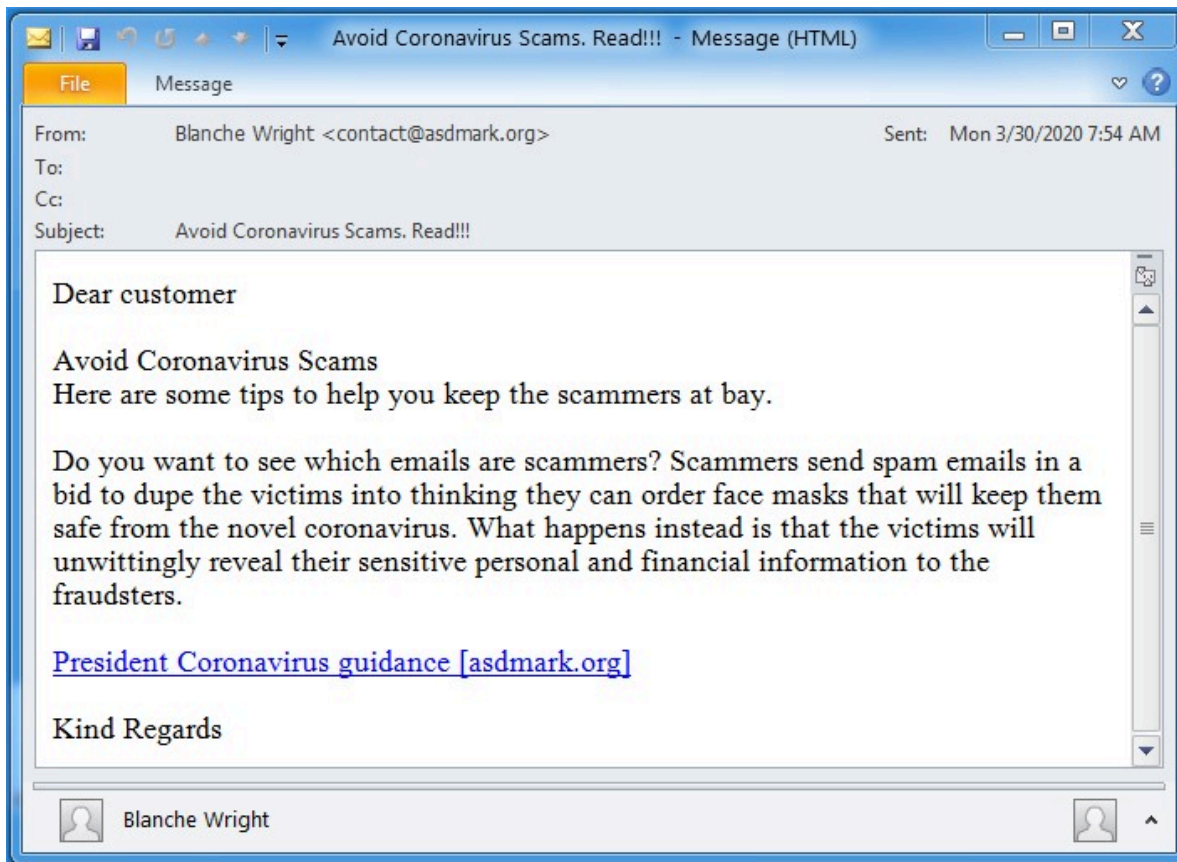 Avoid Coronavirus Scams. Read!!! - Message (HTML)
File Message
From: Blanche Wright <contact@asdmark.org> Sent: Mon 3/30/2020 7:54 AM
To:
Cc:
Subject: Avoid Coronavirus Scams. Read!!!
Dear customer
Avoid Coronavirus Scams
Here are some tips to help you keep the scammers at bay.
Do you want to see which emails are scammers? Scammers send spam emails in a
bid to dupe the victims into thinking they can order face masks that will keep them
safe from the novel coronavirus. What happens instead is that the victims will
unwittingly reveal their sensitive personal and financial information to the
fraudsters.
President Coronavirus guidance [asdmark.org]
Kind Regards
Blanche Wright